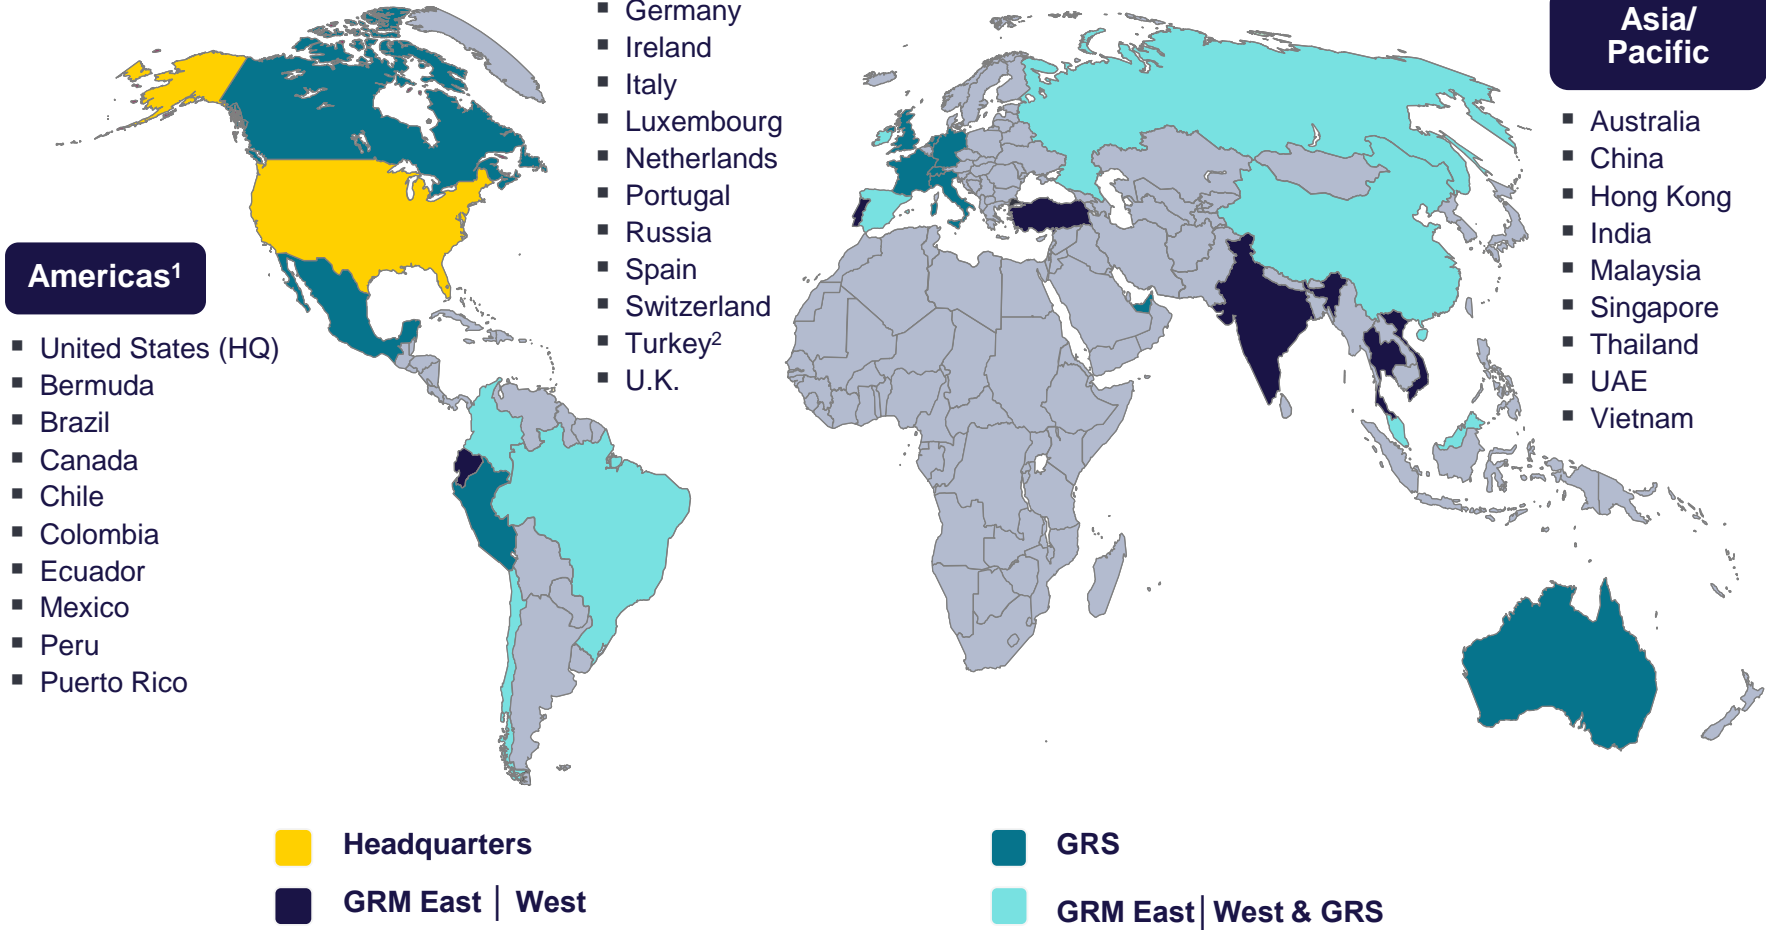 Americas¹
▪ United States (HQ)
▪ Bermuda
▪ Brazil
▪ Canada
▪ Chile
▪ Colombia
▪ Ecuador
▪ Mexico
▪ Peru
▪ Puerto Rico
▪ Germany
▪ Ireland
▪ Italy
▪ Luxembourg
▪ Netherlands
▪ Portugal
▪ Russia
▪ Spain
▪ Switzerland
▪ Turkey²
▪ U.K.
Asia/
Pacific
▪ Australia
▪ China
▪ Hong Kong
▪ India
▪ Malaysia
▪ Singapore
▪ Thailand
▪ UAE
▪ Vietnam
Headquarters
GRM East | West
GRS
GRM East| West & GRS